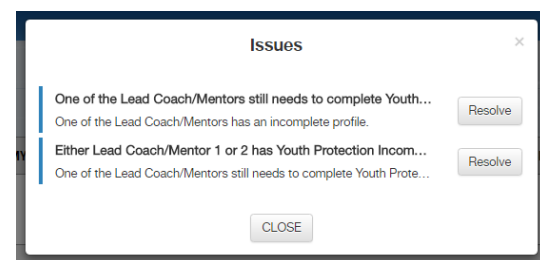 Issues
×
One of the Lead Coach/Mentors still needs to complete Youth...
Resolve
One of the Lead Coach/Mentors has an incomplete profile.
Either Lead Coach/Mentor 1 or 2 has Youth Protection Incom...
Resolve
One of the Lead Coach/Mentors still needs to complete Youth Prote...
CLOSE